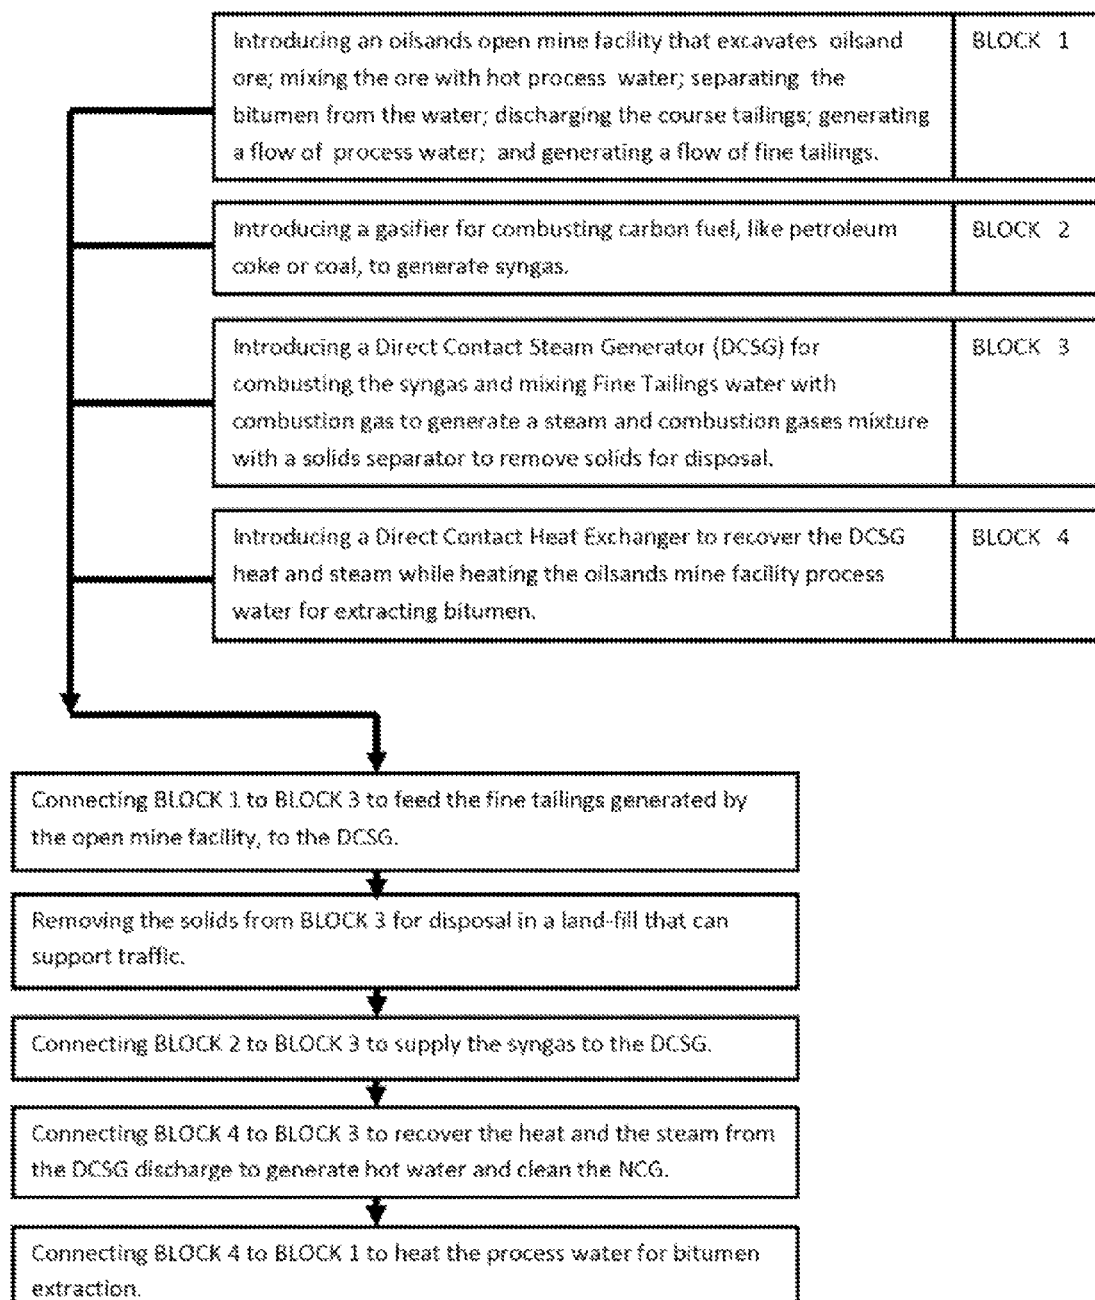 Introducing an oilsands open mine facility that excavates oilsand
BLOCK 1
ore; mixing the ore with hot process water; separating the
bitumen from the water; discharging the course tailings; generating
a flow of process water; and generating a flow of fine tailings.
Introducing a gasifier for combusting carbon fuel, like petroleum
BLOCK 2
coke or coal, to generate syngas.
Introducing a Direct Contact Steam Generator (DCSG) for
BLOCK 3
combusting the syngas and mixing Fine Tailings water with
combustion gas to generate a steam and combustion gases mixture
with a solids separator to remove solids for disposal.
Introducing a Direct Contact Heat Exchanger to recover the DCSG
BLOCK 4
heat and steam while heating the oilsands mine facility process
water for extracting bitumen.
Connecting BLOCK 1 to BLOCK 3 to feed the fine tailings generated by
the open mine facility, to the DCSG.
Removing the solids from BLOCK 3 for disposal in a land-fill that can
support traffic.
Connecting BLOCK 2 to BLOCK 3 to supply the syngas to the DCSG.
Connecting BLOCK 4 to BLOCK 3 to recover the heat and the steam from
the DCSG discharge to generate hot water and clean the NCG.
Connecting BLOCK 4 to BLOCK 1 to heat the process water for bitumen
extraction.